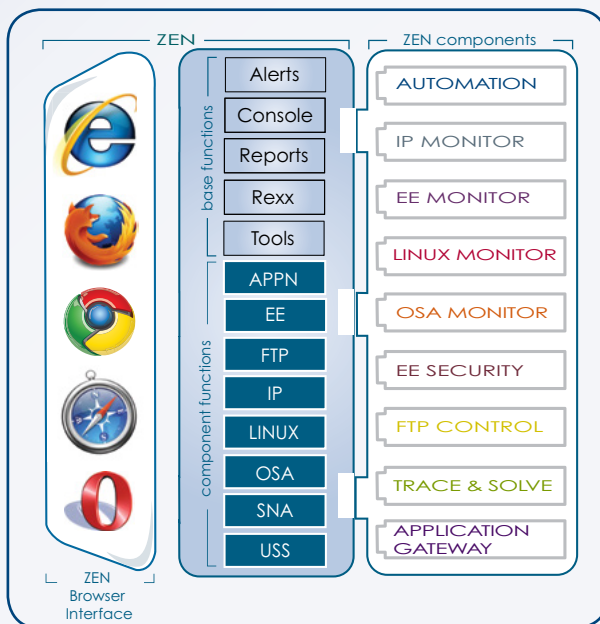 ZEN
ZEN components
base functions
Alerts
Console
Reports
Rexx
Tools
component functions
APPN
EE
FTP
IP
LINUX
OSA
SNA
USS
AUTOMATION
IP MONITOR
EE MONITOR
LINUX MONITOR
OSA MONITOR
EE SECURITY
FTP CONTROL
TRACE & SOLVE
APPLICATION
GATEWAY
ZEN
Browser
Interface